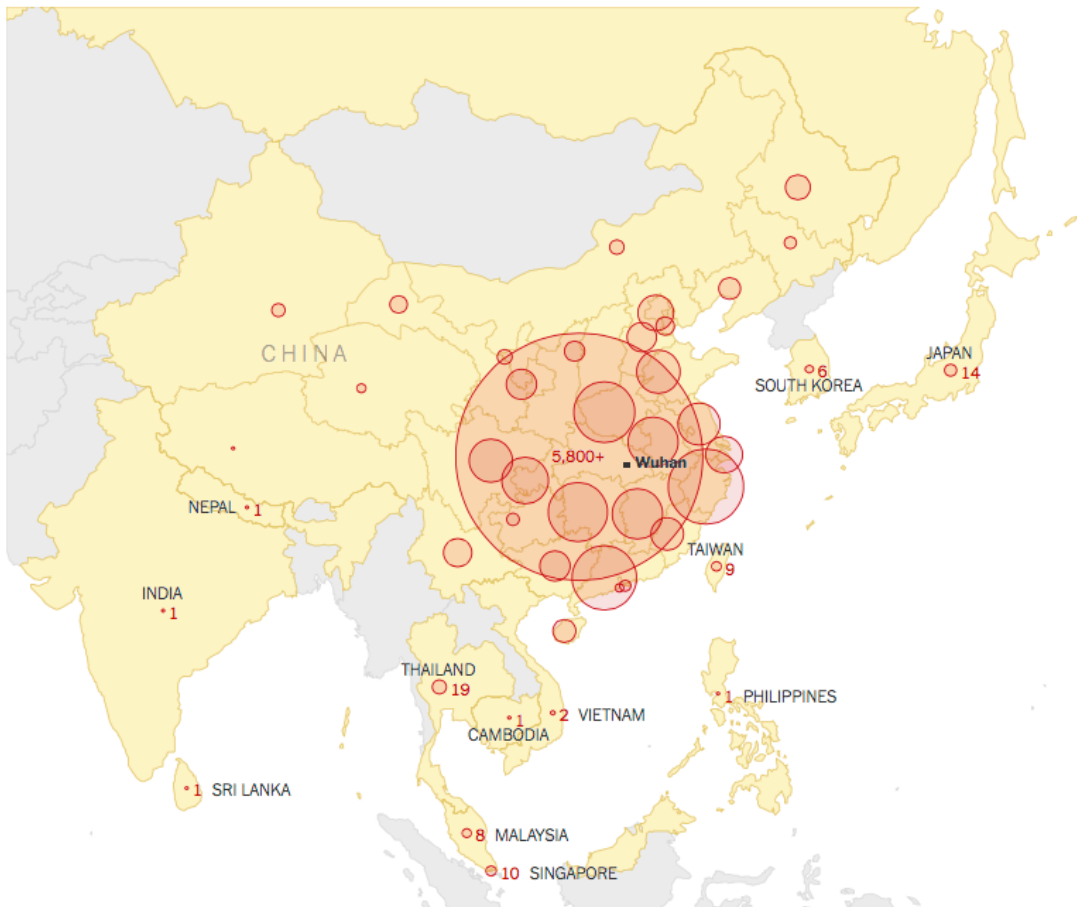 CHINA
JAPAN
14
6
SOUTH KOREA
5,800+
Wuhan
NEPAL
1
TAIWAN
9
INDIA
1
THAILAND
19
1
PHILIPPINES
2
VIETNAM
1
CAMBODIA
1
SRI LANKA
8
MALAYSIA
10
SINGAPORE